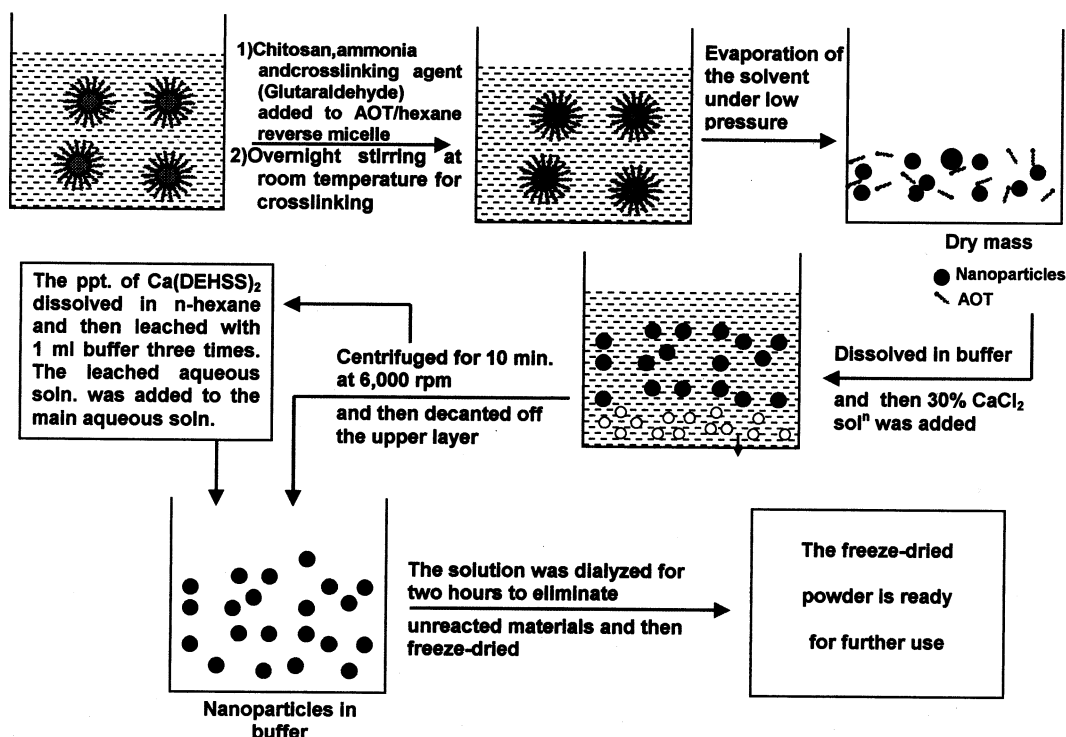 1)Chitosan,ammonia
andcrosslinking agent
(Glutaraldehyde)
added to AOT/hexane
reverse micelle
2)Overnight stirring at
room temperature for
crosslinking
Evaporation of
the solvent
under low
pressure
Dry mass
Nanoparticles
AOT
Dissolved in buffer
and then 30% CaCl₂
solⁿ was added
Centrifuged for 10 min.
at 6,000 rpm
and then decanted off
the upper layer
The ppt. of Ca(DEHSS)₂
dissolved in n-hexane
and then leached with
1 ml buffer three times.
The leached aqueous
soln. was added to the
main aqueous soln.
Nanoparticles in
buffer
The solution was dialyzed for
two hours to eliminate
unreacted materials and then
freeze-dried
The freeze-dried
powder is ready
for further use